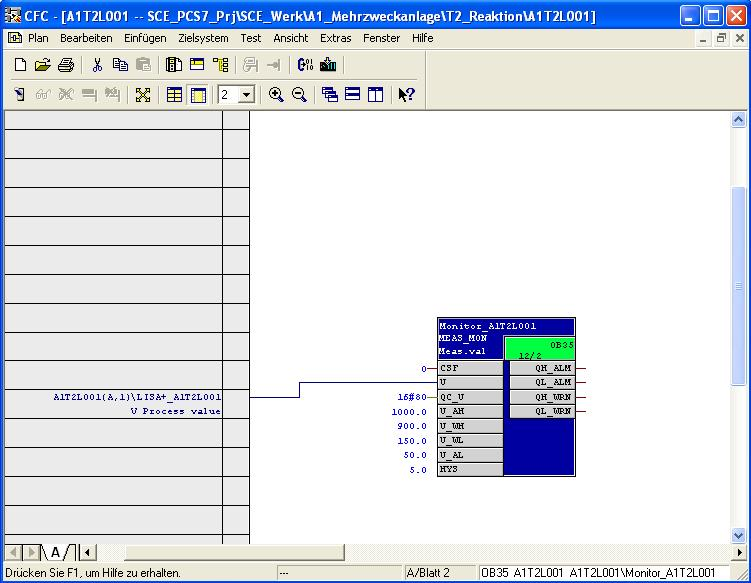 CFC - [A1T2L001 -- SCE_PCS7_Prj\SCE_Werk\A1_Mehrzweckanlage\T2_Reaktion\A1T2L001]
Plan Bearbeiten Einfügen Zielsystem Test Ansicht Extras Fenster Hilfe
2
Monitor_A1T2L001
MEAS_MON
Meas.val
OB35
12/2
0 CSF QH_ALM
U QL_ALM
16#80 QC_U QH_WRN
1000.0 U_AH QL_WRN
900.0 U_WH
150.0 U_WL
50.0 U_AL
5.0 HYS
A1T2L001(A,1)\LISA+_A1T2L001
V Process value
A
Drücken Sie F1, um Hilfe zu erhalten. --- A/Blatt 2 OB35 A1T2L001 A1T2L001\Monitor_A1T2L001